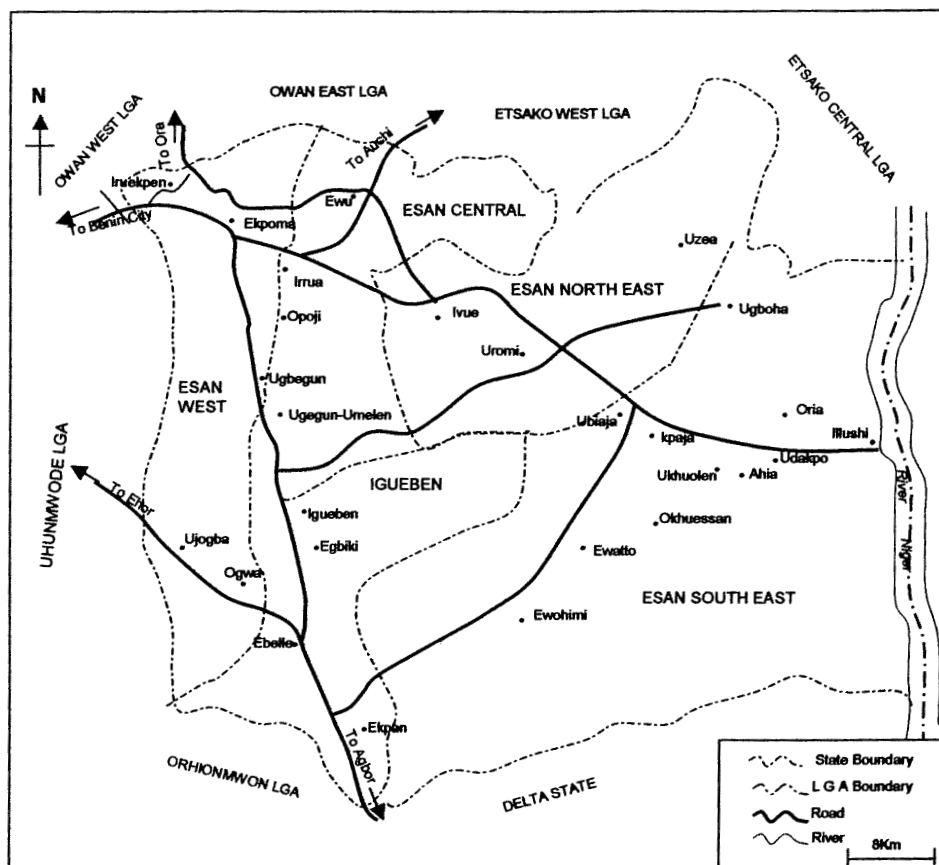 N
OWAN WEST LGA
OWAN EAST LGA
ETSAKO WEST LGA
ETSAKO CENTRAL LGA
To Ora
To Auchi
Irruekpen
To Benin City
Ekpoma
Ewu
ESAN CENTRAL
Uzea
Irrua
ESAN NORTH EAST
Opoji
Ivue
Ugboha
Uromi
ESAN
WEST
Ugbegun
Ugegun-Umelen
Ubiaja
Oria
Illushi
kpaja
Udakpo
UHUNMWODE LGA
IGUEBEN
Ukhuolen
Ahia
River Niger
To Ehor
Igueben
Okhuessan
Ujogba
Egbiki
Ewatto
Ogwa
ESAN SOUTH EAST
Ewohimi
Ebelle
Ekpan
To Agbor
ORHIONMWON LGA
DELTA STATE
State Boundary
L G A Boundary
Road
River
8Km